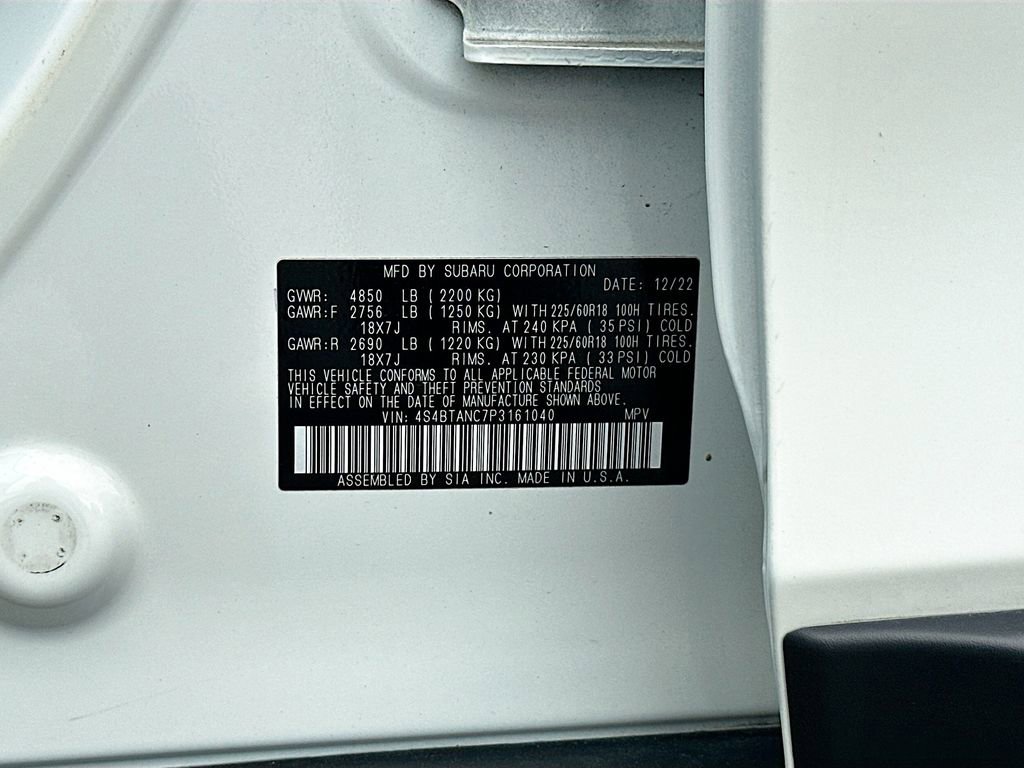 MFD BY SUBARU CORPORATION
DATE: 12/22
GVWR: 4850 LB (2200 KG)
GAWR:F 2756 LB (1250 KG) WITH 225/60R18 100H TIRES.
18X7J RIMS. AT 240 KPA (35 PSI) COLD
GAWR:R 2690 LB (1220 KG) WITH 225/60R18 100H TIRES.
18X7J RIMS. AT 230 KPA (33 PSI) COLD
THIS VEHICLE CONFORMS TO ALL APPLICABLE FEDERAL MOTOR
VEHICLE SAFETY AND THEFT PREVENTION STANDARDS
IN EFFECT ON THE DATE OF MANUFACTURE SHOWN ABOVE.
VIN: 4S4BTANC7P3161040 MPV
ASSEMBLED BY SIA INC. MADE IN U.S.A.